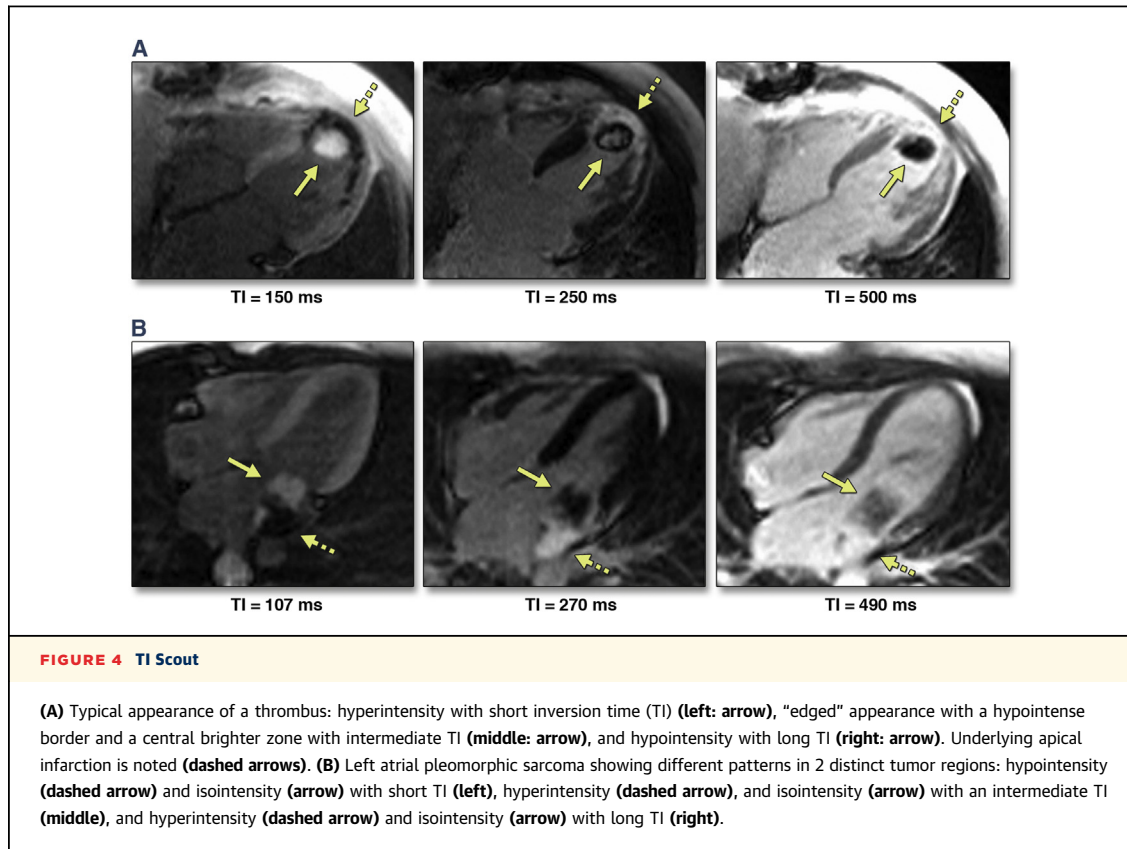 A
TI = 150 ms
TI = 250 ms
TI = 500 ms
B
TI = 107 ms
TI = 270 ms
TI = 490 ms
FIGURE 4 TI Scout
(A) Typical appearance of a thrombus: hyperintensity with short inversion time (TI) (left: arrow), “edged” appearance with a hypointense
border and a central brighter zone with intermediate TI (middle: arrow), and hypointensity with long TI (right: arrow). Underlying apical
infarction is noted (dashed arrows). (B) Left atrial pleomorphic sarcoma showing different patterns in 2 distinct tumor regions: hypointensity
(dashed arrow) and isointensity (arrow) with short TI (left), hyperintensity (dashed arrow), and isointensity (arrow) with an intermediate TI
(middle), and hyperintensity (dashed arrow) and isointensity (arrow) with long TI (right).